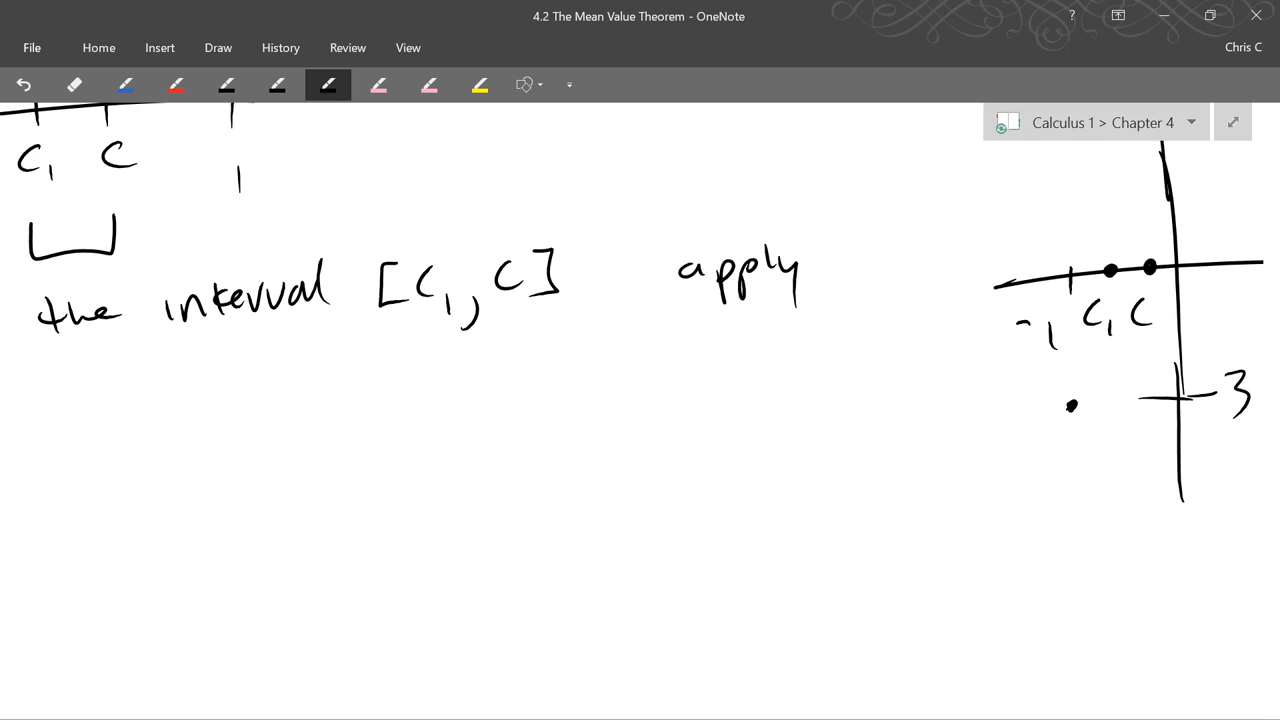 4.2 The Mean Value Theorem - OneNote
File Home Insert Draw History Review View Chris C
Calculus 1 > Chapter 4
C₁ C 1
the interval [C₁, C] apply
-1 C₁ C
-3